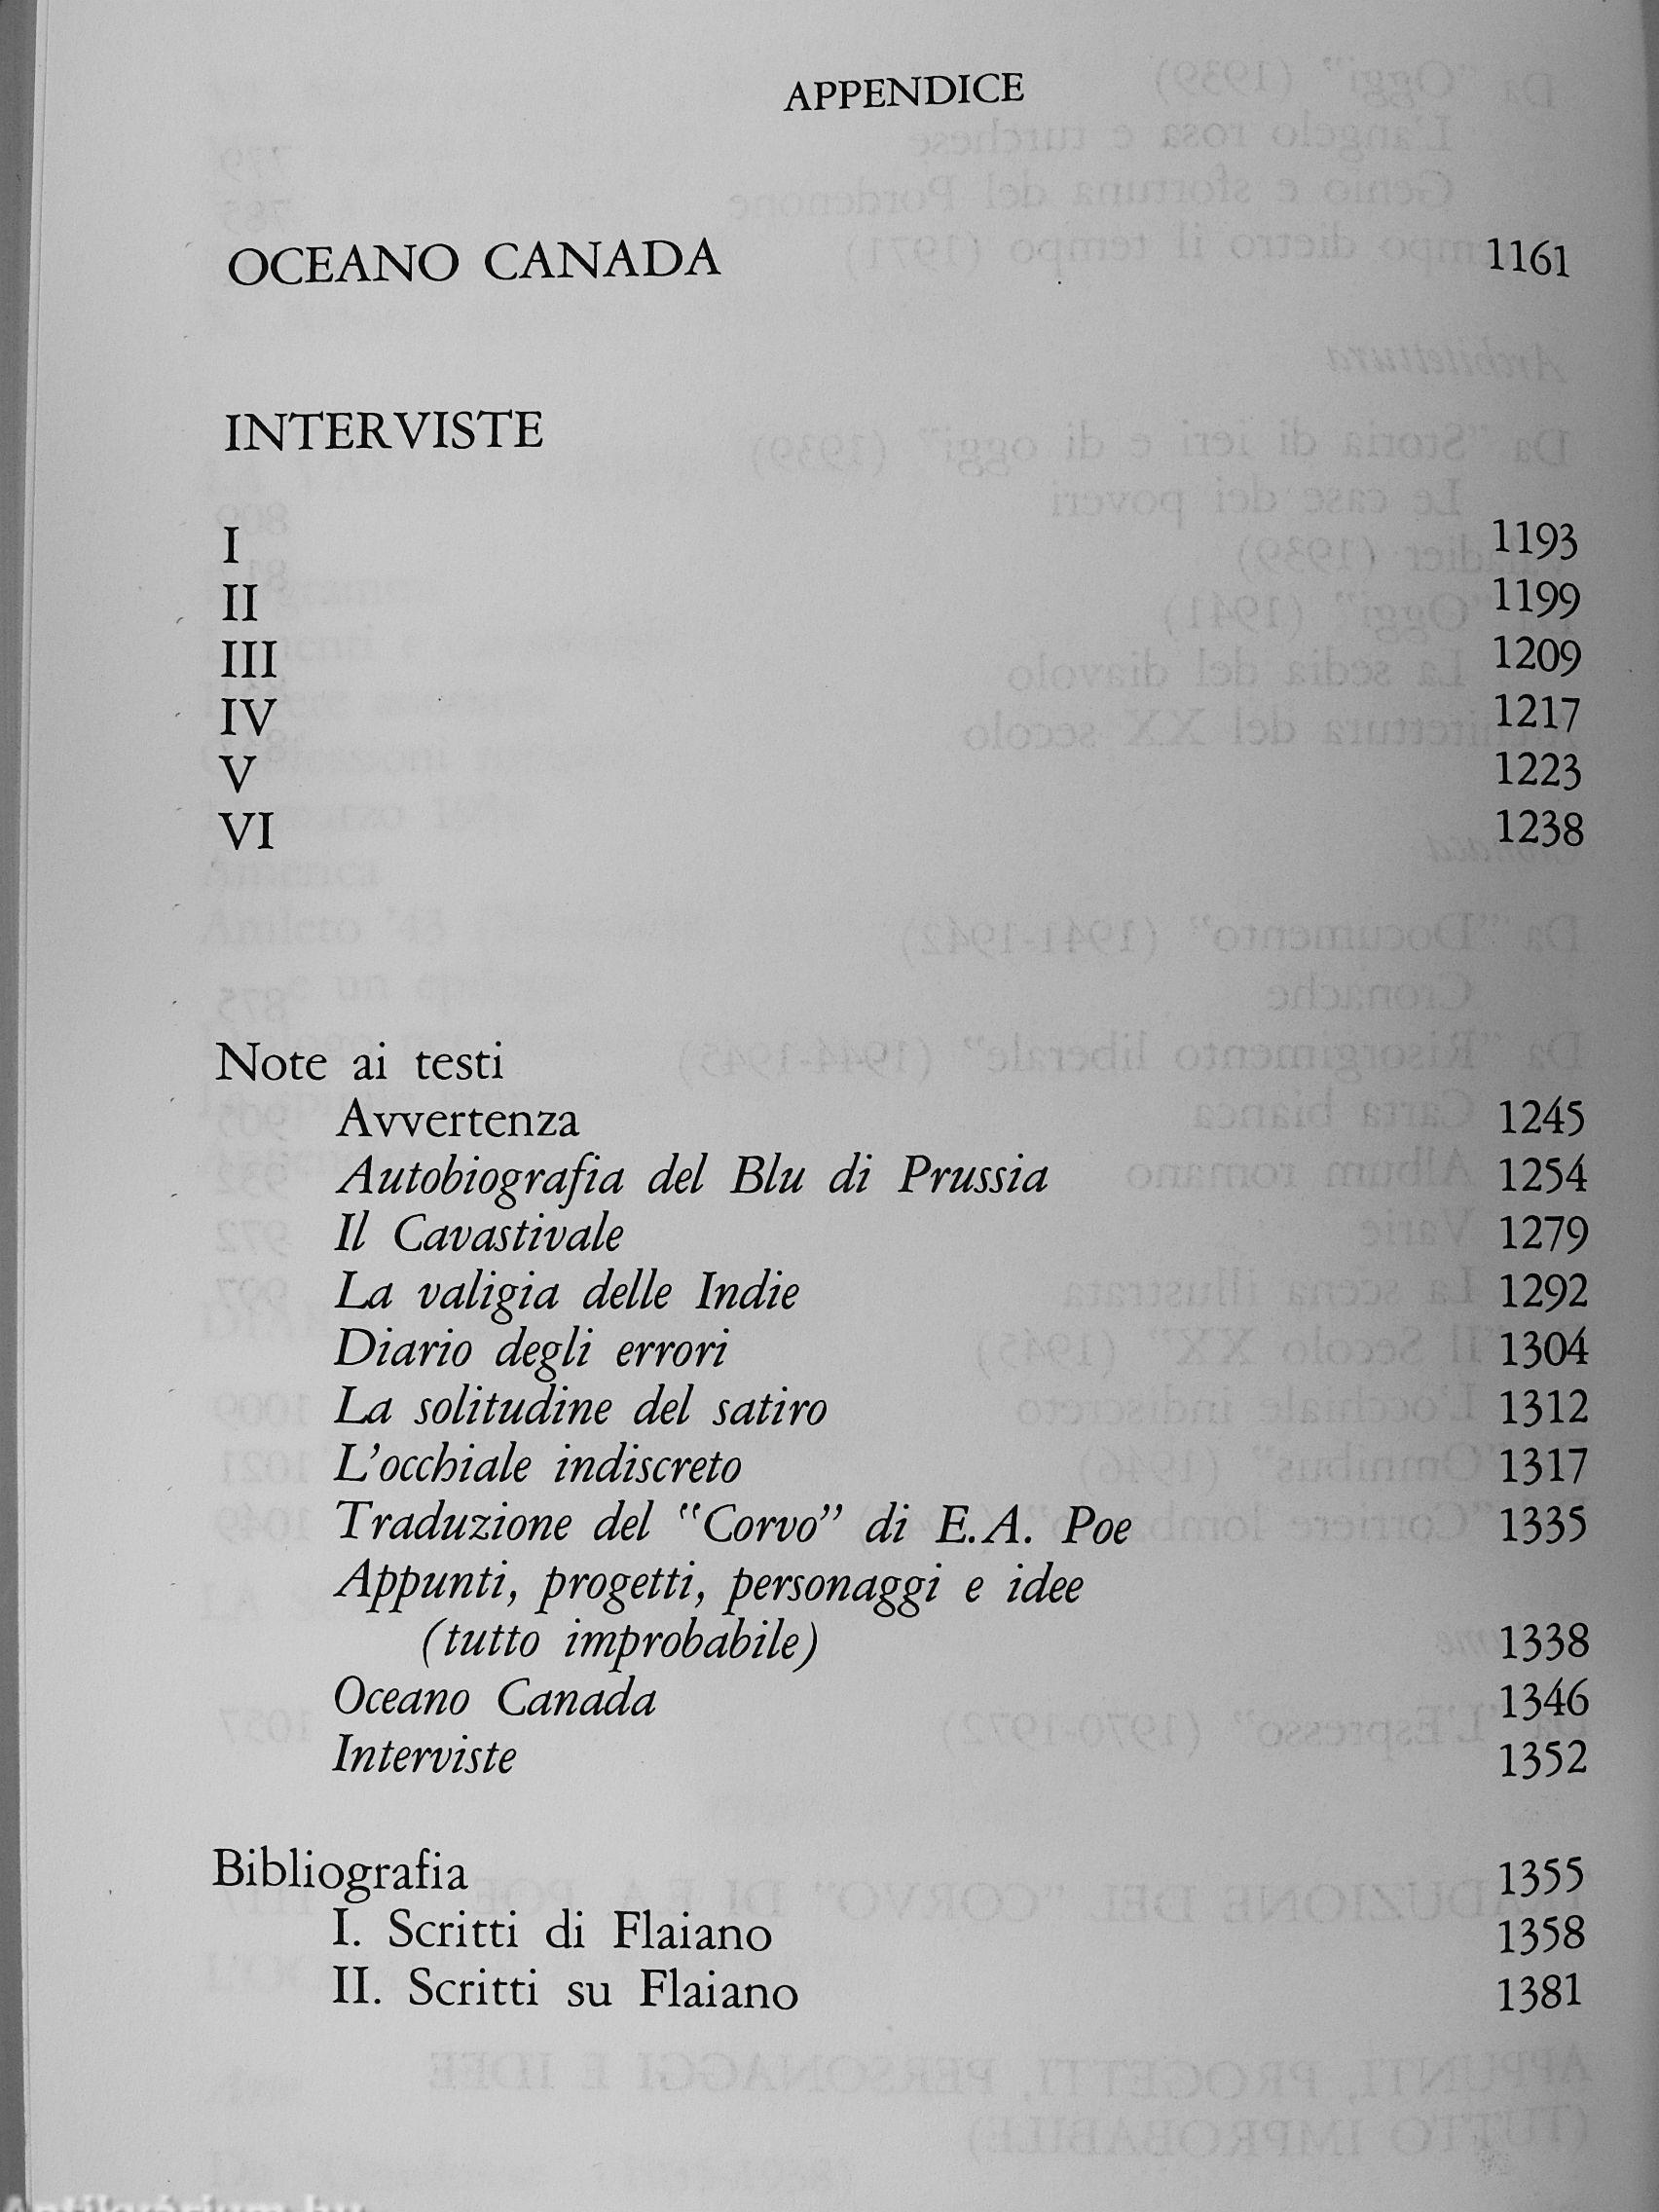 APPENDICE
OCEANO CANADA 1161
INTERVISTE
I 1193
II 1199
III 1209
IV 1217
V 1223
VI 1238
Note ai testi
Avvertenza 1245
Autobiografia del Blu di Prussia 1254
Il Cavastivale 1279
La valigia delle Indie 1292
Diario degli errori 1304
La solitudine del satiro 1312
L'occhiale indiscreto 1317
Traduzione del "Corvo" di E.A. Poe 1335
Appunti, progetti, personaggi e idee
(tutto improbabile) 1338
Oceano Canada 1346
Interviste 1352
Bibliografia 1355
I. Scritti di Flaiano 1358
II. Scritti su Flaiano 1381